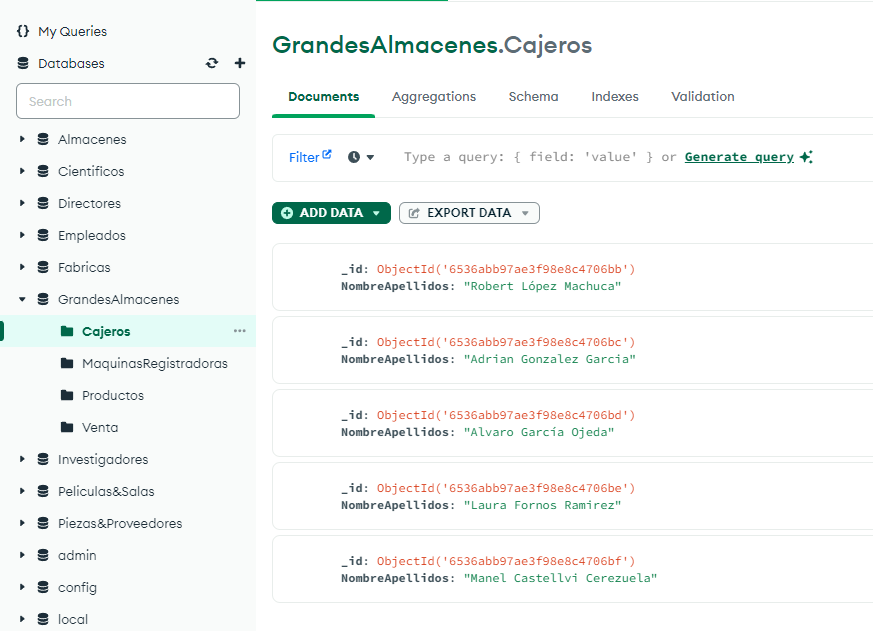 {} My Queries
Databases
Search
Almacenes
Cientificos
Directores
Empleados
Fabricas
GrandesAlmacenes
Cajeros ...
MaquinasRegistradoras
Productos
Venta
Investigadores
Peliculas&Salas
Piezas&Proveedores
admin
config
local
GrandesAlmacenes.Cajeros
Documents Aggregations Schema Indexes Validation
Filter Type a query: { field: 'value' } or Generate query
ADD DATA EXPORT DATA
_id: ObjectId('6536abb97ae3f98e8c4706bb')
NombreApellidos: "Robert López Machuca"
_id: ObjectId('6536abb97ae3f98e8c4706bc')
NombreApellidos: "Adrian Gonzalez Garcia"
_id: ObjectId('6536abb97ae3f98e8c4706bd')
NombreApellidos: "Alvaro García Ojeda"
_id: ObjectId('6536abb97ae3f98e8c4706be')
NombreApellidos: "Laura Fornos Ramirez"
_id: ObjectId('6536abb97ae3f98e8c4706bf')
NombreApellidos: "Manel Castellvi Cerezuela"